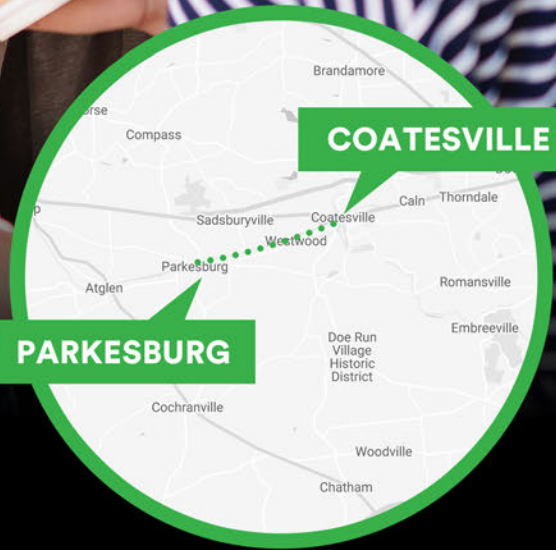 Brandamore
Compass
COATESVILLE
Caln
Thorndale
Sadsburyville
Coatesville
Westwood
Parkesburg
Atglen
Romansville
Embreeville
PARKESBURG
Doe Run
Village
Historic
District
Cochranville
Woodville
Chatham